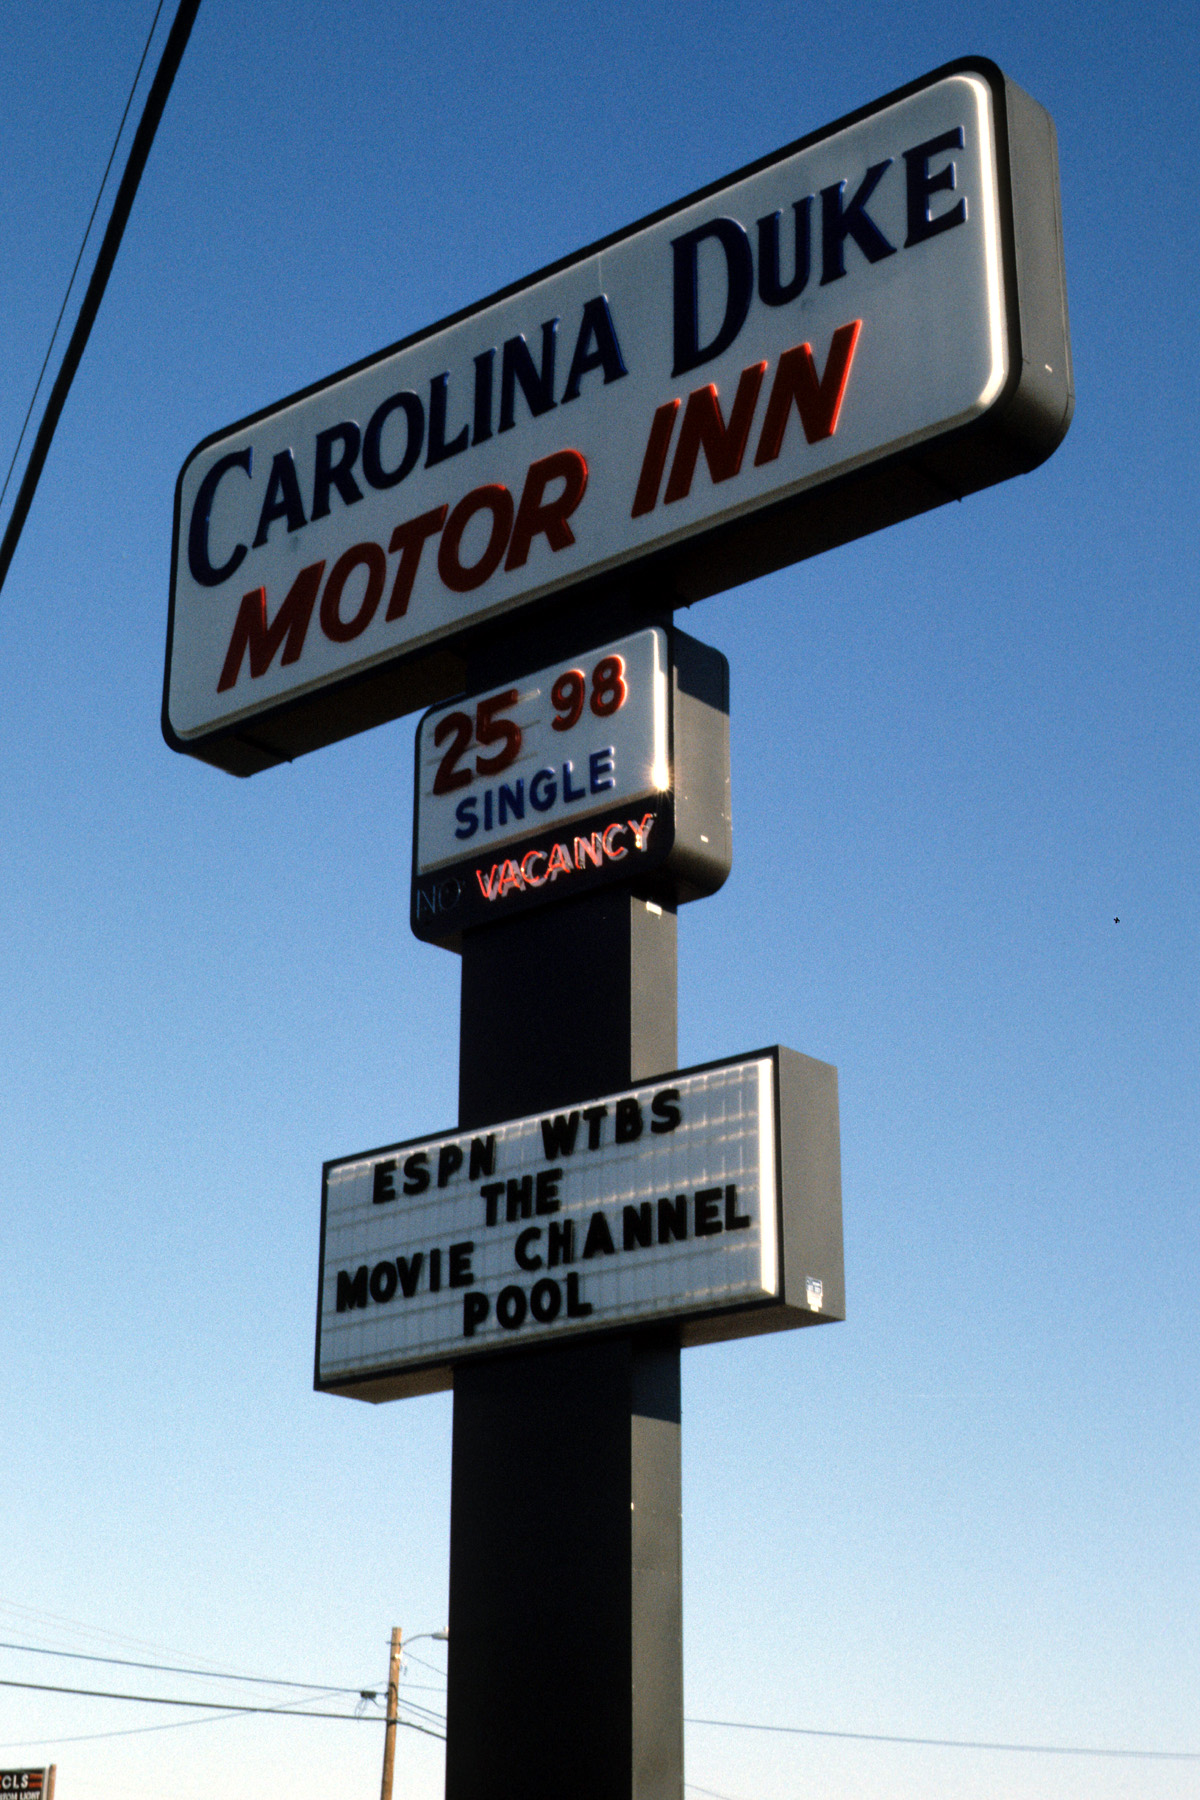 CAROLINA DUKE
MOTOR INN
25 98
SINGLE
NO VACANCY
ESPN WTBS
THE
MOVIE CHANNEL
POOL